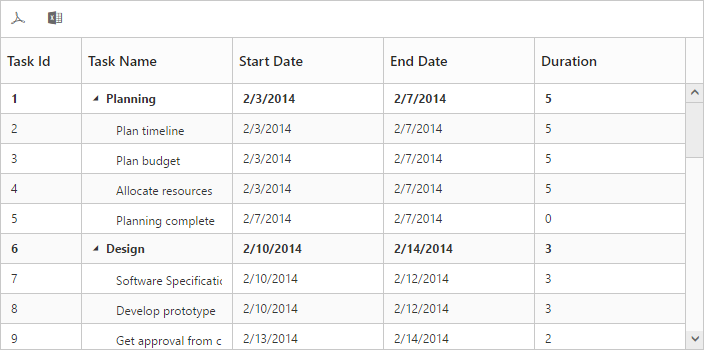 Task Id Task Name Start Date End Date Duration
1 Planning 2/3/2014 2/7/2014 5
2 Plan timeline 2/3/2014 2/7/2014 5
3 Plan budget 2/3/2014 2/7/2014 5
4 Allocate resources 2/3/2014 2/7/2014 5
5 Planning complete 2/7/2014 2/7/2014 0
6 Design 2/10/2014 2/14/2014 3
7 Software Specificatio 2/10/2014 2/12/2014 3
8 Develop prototype 2/10/2014 2/12/2014 3
9 Get approval from c 2/13/2014 2/14/2014 2